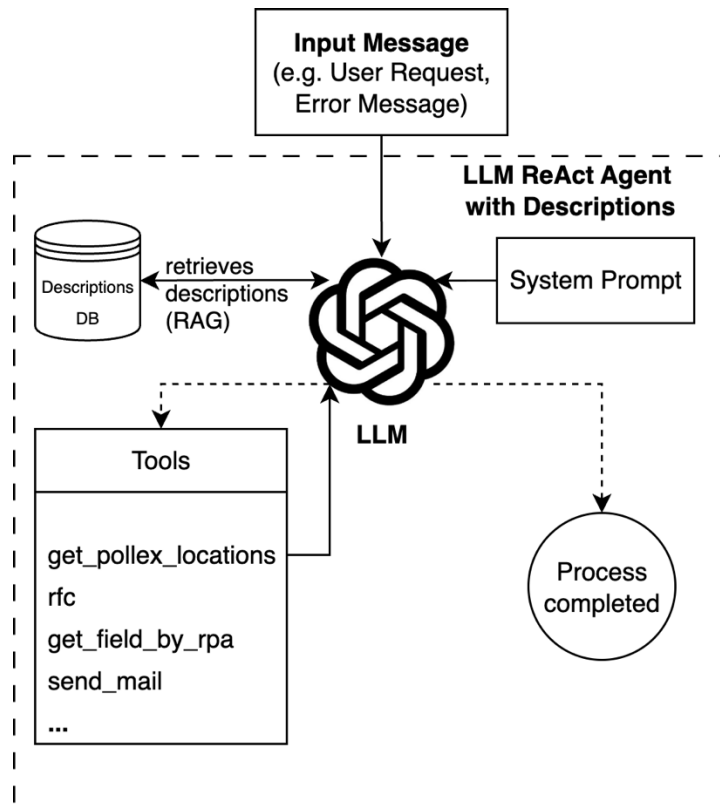 Input Message
(e.g. User Request,
Error Message)
LLM ReAct Agent
with Descriptions
Descriptions
DB
retrieves
descriptions
(RAG)
System Prompt
LLM
Tools
get_pollex_locations
rfc
get_field_by_rpa
send_mail
...
Process
completed